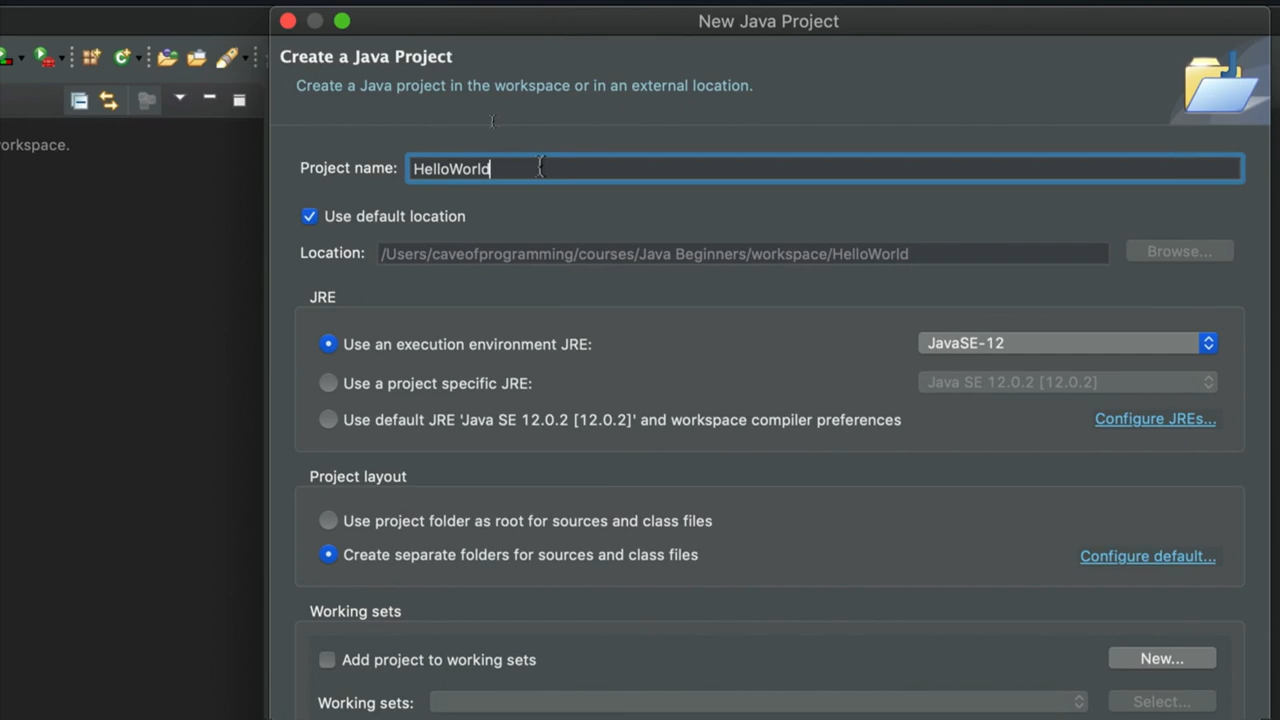 New Java Project
Create a Java Project
Create a Java project in the workspace or in an external location.
orkspace.
Project name: HelloWorld
Use default location
Location: /Users/caveofprogramming/courses/Java Beginners/workspace/HelloWorld Browse...
JRE
Use an execution environment JRE: JavaSE-12
Use a project specific JRE: Java SE 12.0.2 [12.0.2]
Use default JRE 'Java SE 12.0.2 [12.0.2]' and workspace compiler preferences Configure JREs...
Project layout
Use project folder as root for sources and class files
Create separate folders for sources and class files Configure default...
Working sets
Add project to working sets New...
Working sets: Select...